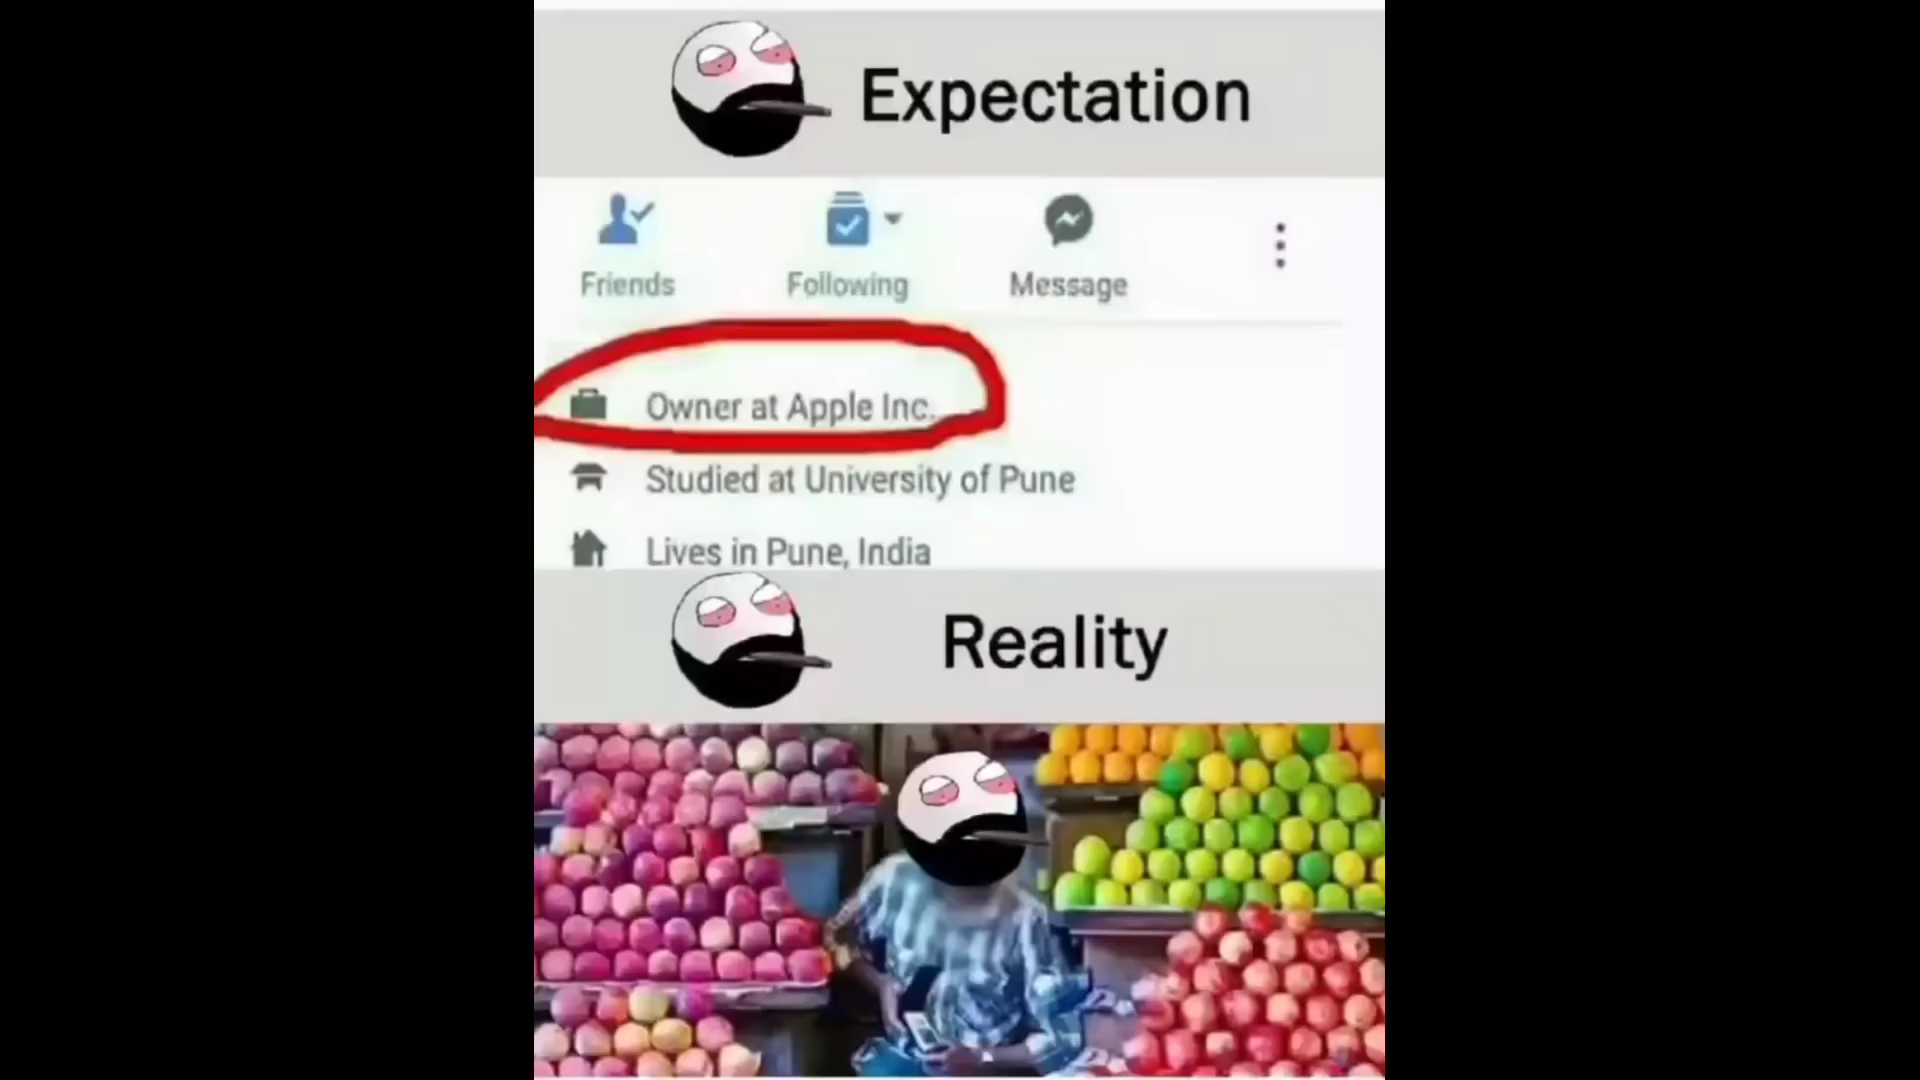 Expectation
Friends
Following
Message
Owner at Apple Inc.
Studied at University of Pune
Lives in Pune, India
Reality